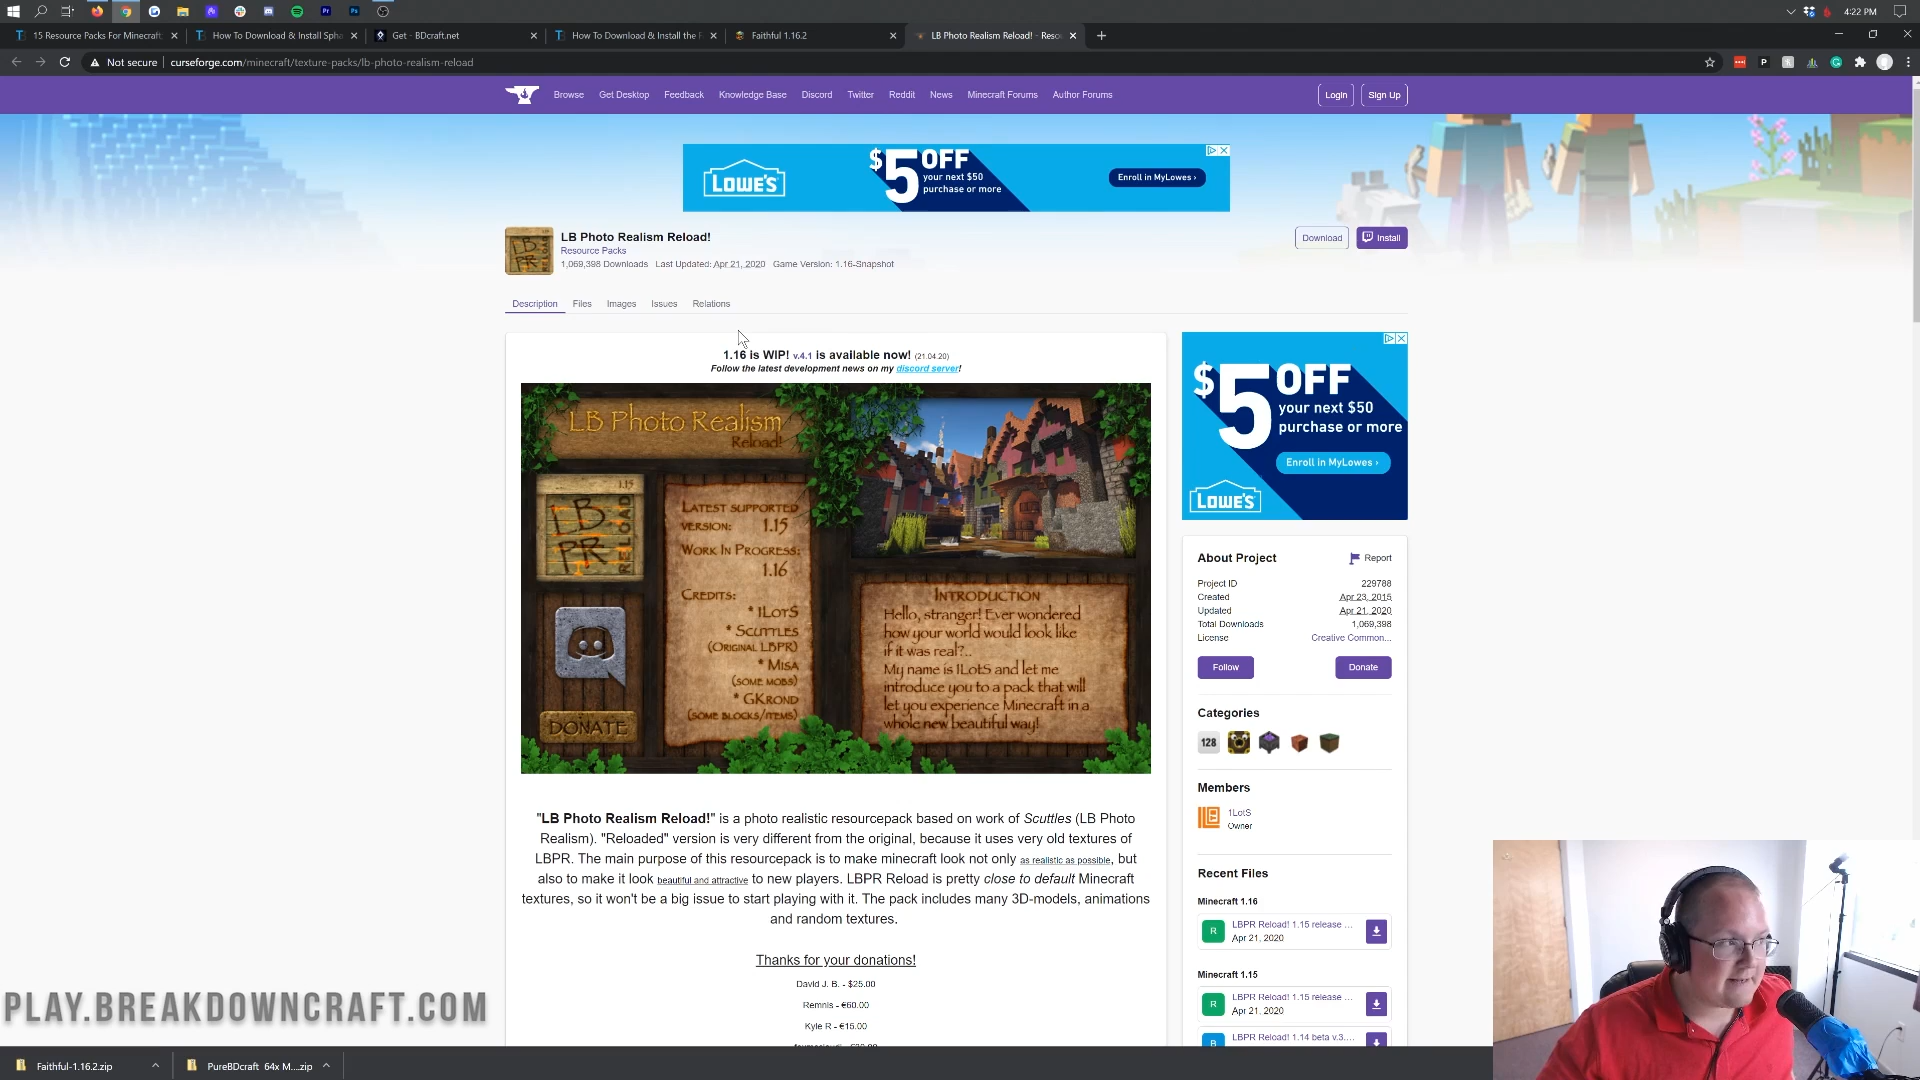 4:22 PM
15 Resource Packs For Minecraft
How To Download & Install Spha
Get - BDcraft.net
How To Download & Install the F
Faithful 1.16.2
LB Photo Realism Reload! - Reso
Not secure
curseforge.com/minecraft/texture-packs/lb-photo-realism-reload
Browse
Get Desktop
Feedback
Knowledge Base
Discord
Twitter
Reddit
News
Minecraft Forums
Author Forums
Login
Sign Up
LOWE'S
$5 OFF
your next $50
purchase or more
Enroll in MyLowes ›
LB Photo Realism Reload!
Resource Packs
1,069,398 Downloads Last Updated: Apr 21, 2020 Game Version: 1.16-Snapshot
Download
Install
Description
Files
Images
Issues
Relations
1.16 is WIP! v.4.1 is available now! (21.04.20)
Follow the latest development news on my discord server!
LB Photo Realism
Reload!
1.15
LB
PR
RELOAD
DONATE
Latest supported
version: 1.15
Work In Progress:
1.16
Credits:
* 1LotS
* Scuttles
(Original LBPR)
* Misa
(some mobs)
* GKrond
(some blocks/items)
Introduction
Hello, stranger! Ever wondered
how your world would look like
if it was real?..
My name is 1LotS and let me
introduce you to a pack that will
let you experience Minecraft in a
whole new beautiful way!
"LB Photo Realism Reload!" is a photo realistic resourcepack based on work of Scuttles (LB Photo
Realism). "Reloaded" version is very different from the original, because it uses very old textures of
LBPR. The main purpose of this resourcepack is to make minecraft look not only as realistic as possible, but
also to make it look beautiful and attractive to new players. LBPR Reload is pretty close to default Minecraft
textures, so it won't be a big issue to start playing with it. The pack includes many 3D-models, animations
and random textures.
Thanks for your donations!
David J. B. - $25.00
Remnis - €60.00
Kyle R - €15.00
$5 OFF
your next $50
purchase or more
Enroll in MyLowes ›
LOWE'S
About Project
Report
Project ID 229788
Created Apr 23, 2015
Updated Apr 21, 2020
Total Downloads 1,069,398
License Creative Common...
Follow
Donate
Categories
128
Members
1LotS
Owner
Recent Files
Minecraft 1.16
R
LBPR Reload! 1.15 release ...
Apr 21, 2020
Minecraft 1.15
R
LBPR Reload! 1.15 release ...
Apr 21, 2020
B
LBPR Reload! 1.14 beta v.3....
PLAY.BREAKDOWNCRAFT.COM
Faithful-1.16.2.zip
PureBDcraft 64x M....zip